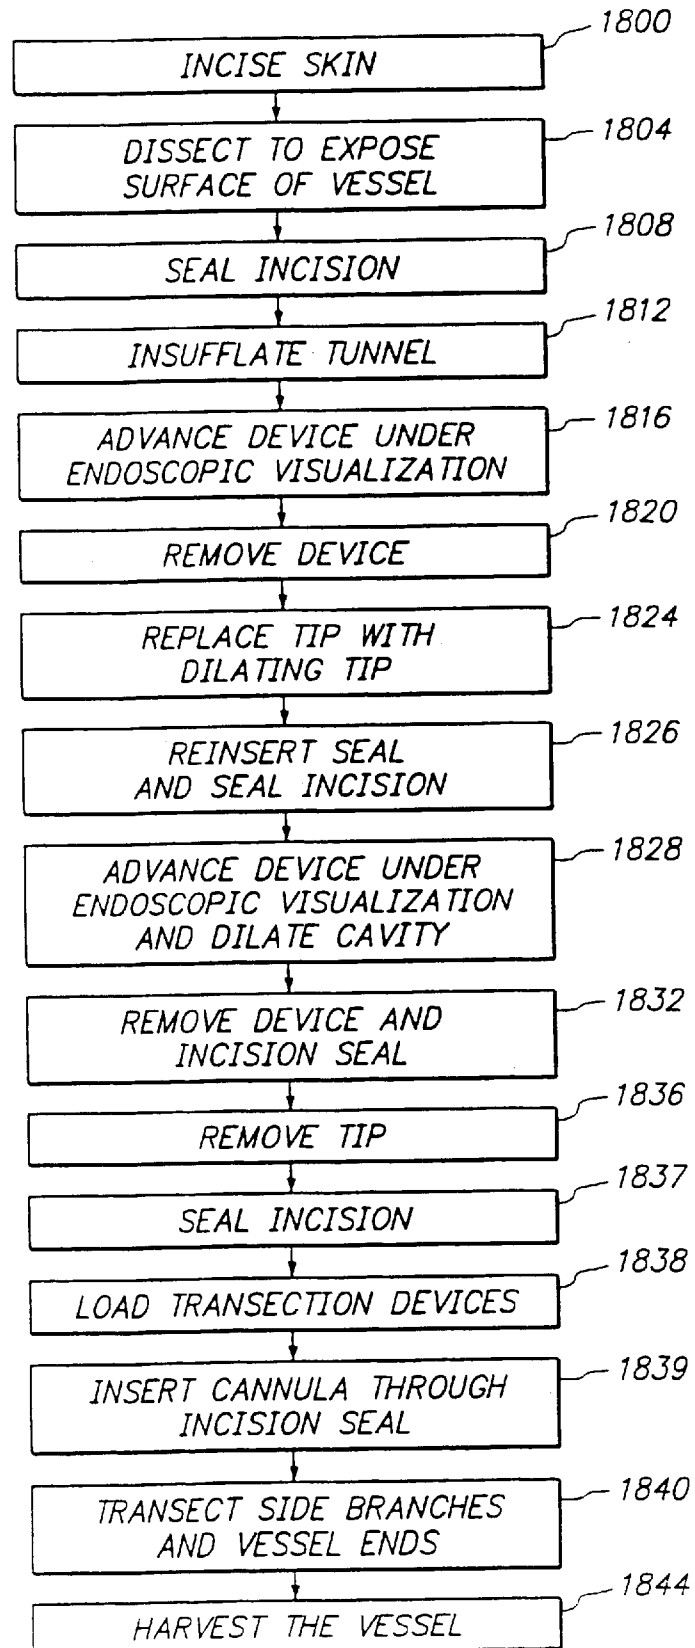 1800
INCISE SKIN
1804
DISSECT TO EXPOSE
SURFACE OF VESSEL
1808
SEAL INCISION
1812
INSUFFLATE TUNNEL
1816
ADVANCE DEVICE UNDER
ENDOSCOPIC VISUALIZATION
1820
REMOVE DEVICE
1824
REPLACE TIP WITH
DILATING TIP
1826
REINSERT SEAL
AND SEAL INCISION
1828
ADVANCE DEVICE UNDER
ENDOSCOPIC VISUALIZATION
AND DILATE CAVITY
1832
REMOVE DEVICE AND
INCISION SEAL
1836
REMOVE TIP
1837
SEAL INCISION
1838
LOAD TRANSECTION DEVICES
1839
INSERT CANNULA THROUGH
INCISION SEAL
1840
TRANSECT SIDE BRANCHES
AND VESSEL ENDS
1844
HARVEST THE VESSEL